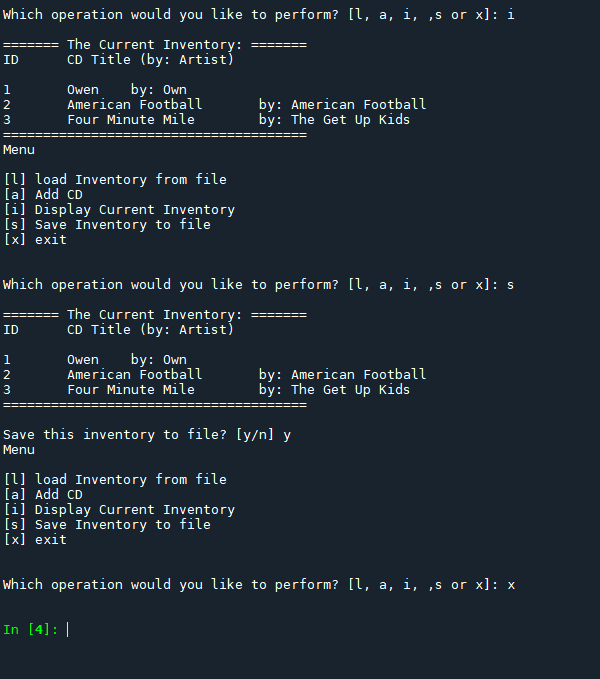 Which operation would you like to perform? [l, a, i, ,s or x]: i
======= The Current Inventory: =======
ID      CD Title (by: Artist)
1       Owen    by: Own
2       American Football       by: American Football
3       Four Minute Mile        by: The Get Up Kids
======================================
Menu
[l] load Inventory from file
[a] Add CD
[i] Display Current Inventory
[s] Save Inventory to file
[x] exit
Which operation would you like to perform? [l, a, i, ,s or x]: s
======= The Current Inventory: =======
ID      CD Title (by: Artist)
1       Owen    by: Own
2       American Football       by: American Football
3       Four Minute Mile        by: The Get Up Kids
======================================
Save this inventory to file? [y/n] y
Menu
[l] load Inventory from file
[a] Add CD
[i] Display Current Inventory
[s] Save Inventory to file
[x] exit
Which operation would you like to perform? [l, a, i, ,s or x]: x
In [4]: